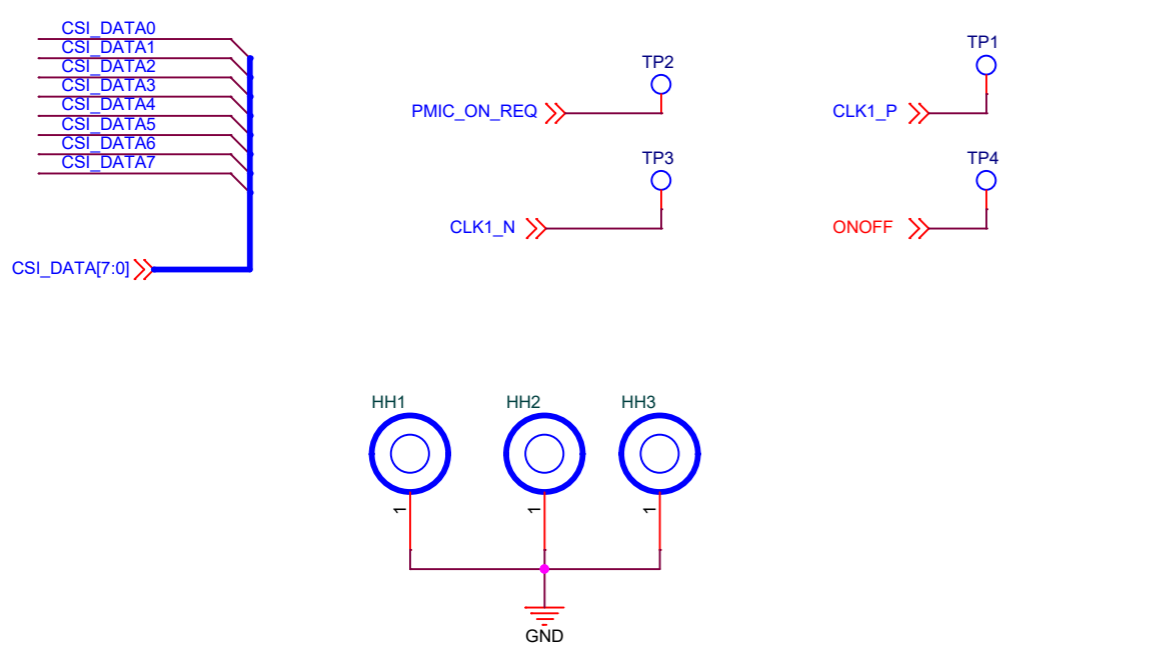 CSI_DATA0
CSI_DATA1
CSI_DATA2
CSI_DATA3
CSI_DATA4
CSI_DATA5
CSI_DATA6
CSI_DATA7
CSI_DATA[7:0]
TP2
PMIC_ON_REQ
TP3
CLK1_N
TP1
CLK1_P
TP4
ONOFF
HH1
HH2
HH3
1
1
1
GND